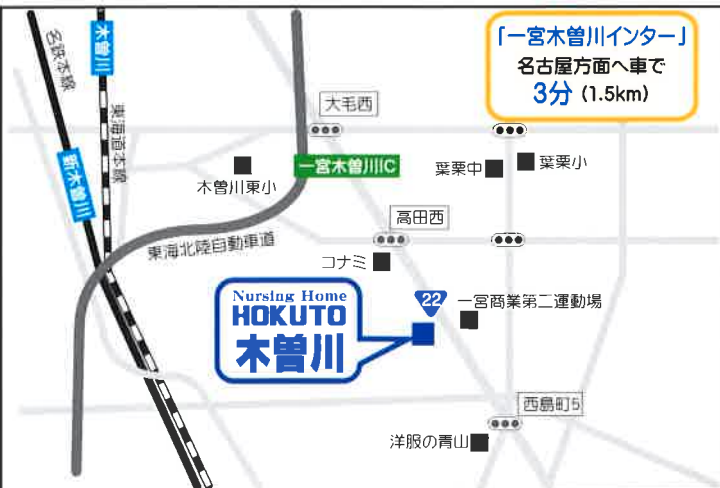 「一宮木曽川インター」
名古屋方面へ車で
3分 (1.5km)
名鉄本線
木曽川
東海道本線
新木曽川
大毛西
一宮木曽川IC
木曽川東小
葉栗中
葉栗小
高田西
東海北陸自動車道
コナミ
Nursing Home
HOKUTO
木曽川
22
一宮商業第二運動場
西島町5
洋服の青山